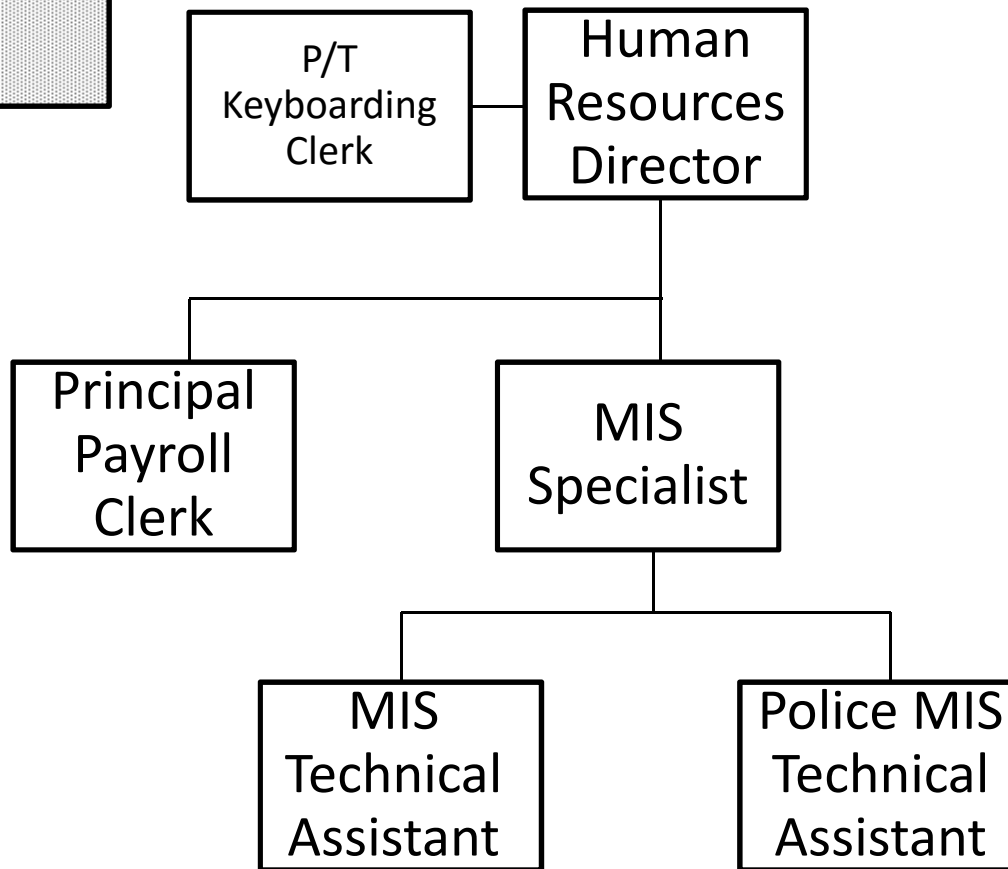 P/T
Keyboarding
Clerk
Human
Resources
Director
Principal
Payroll
Clerk
MIS
Specialist
MIS
Technical
Assistant
Police MIS
Technical
Assistant